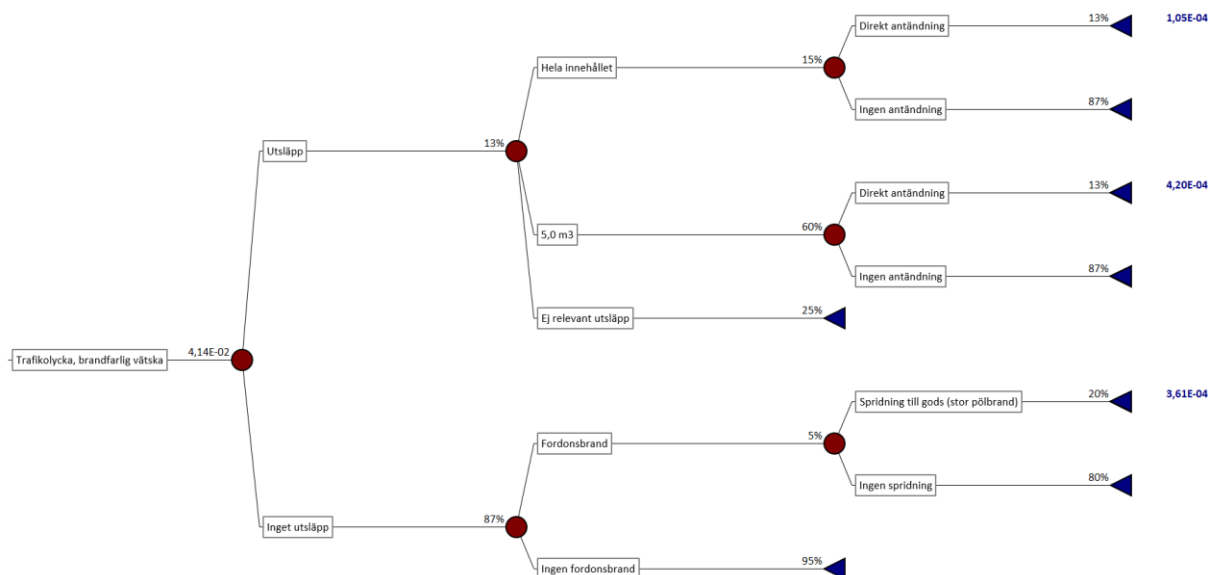 Direkt antändning 13% 1,05E-04
Hela innehållet 15%
Ingen antändning 87%
Utsläpp 13%
Direkt antändning 13% 4,20E-04
5,0 m3 60%
Ingen antändning 87%
Ej relevant utsläpp 25%
Trafikolycka, brandfarlig vätska 4,14E-02
Spridning till gods (stor pölbrand) 20% 3,61E-04
Fordonsbrand 5%
Ingen spridning 80%
Inget utsläpp 87%
Ingen fordonsbrand 95%